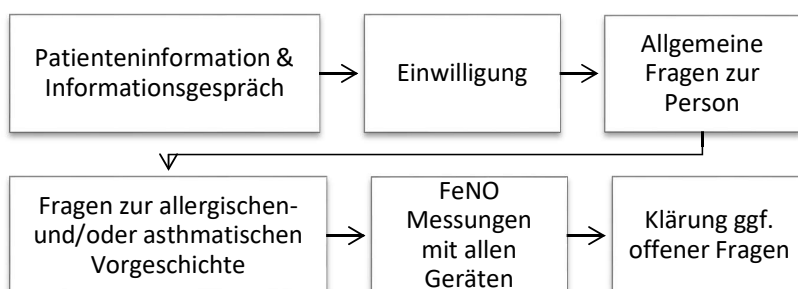 Patienteninformation &
Informationsgespräch
Einwilligung
Allgemeine
Fragen zur
Person
Fragen zur allergischen-
und/oder asthmatischen
Vorgeschichte
FeNO
Messungen
mit allen
Geräten
Klärung ggf.
offener Fragen